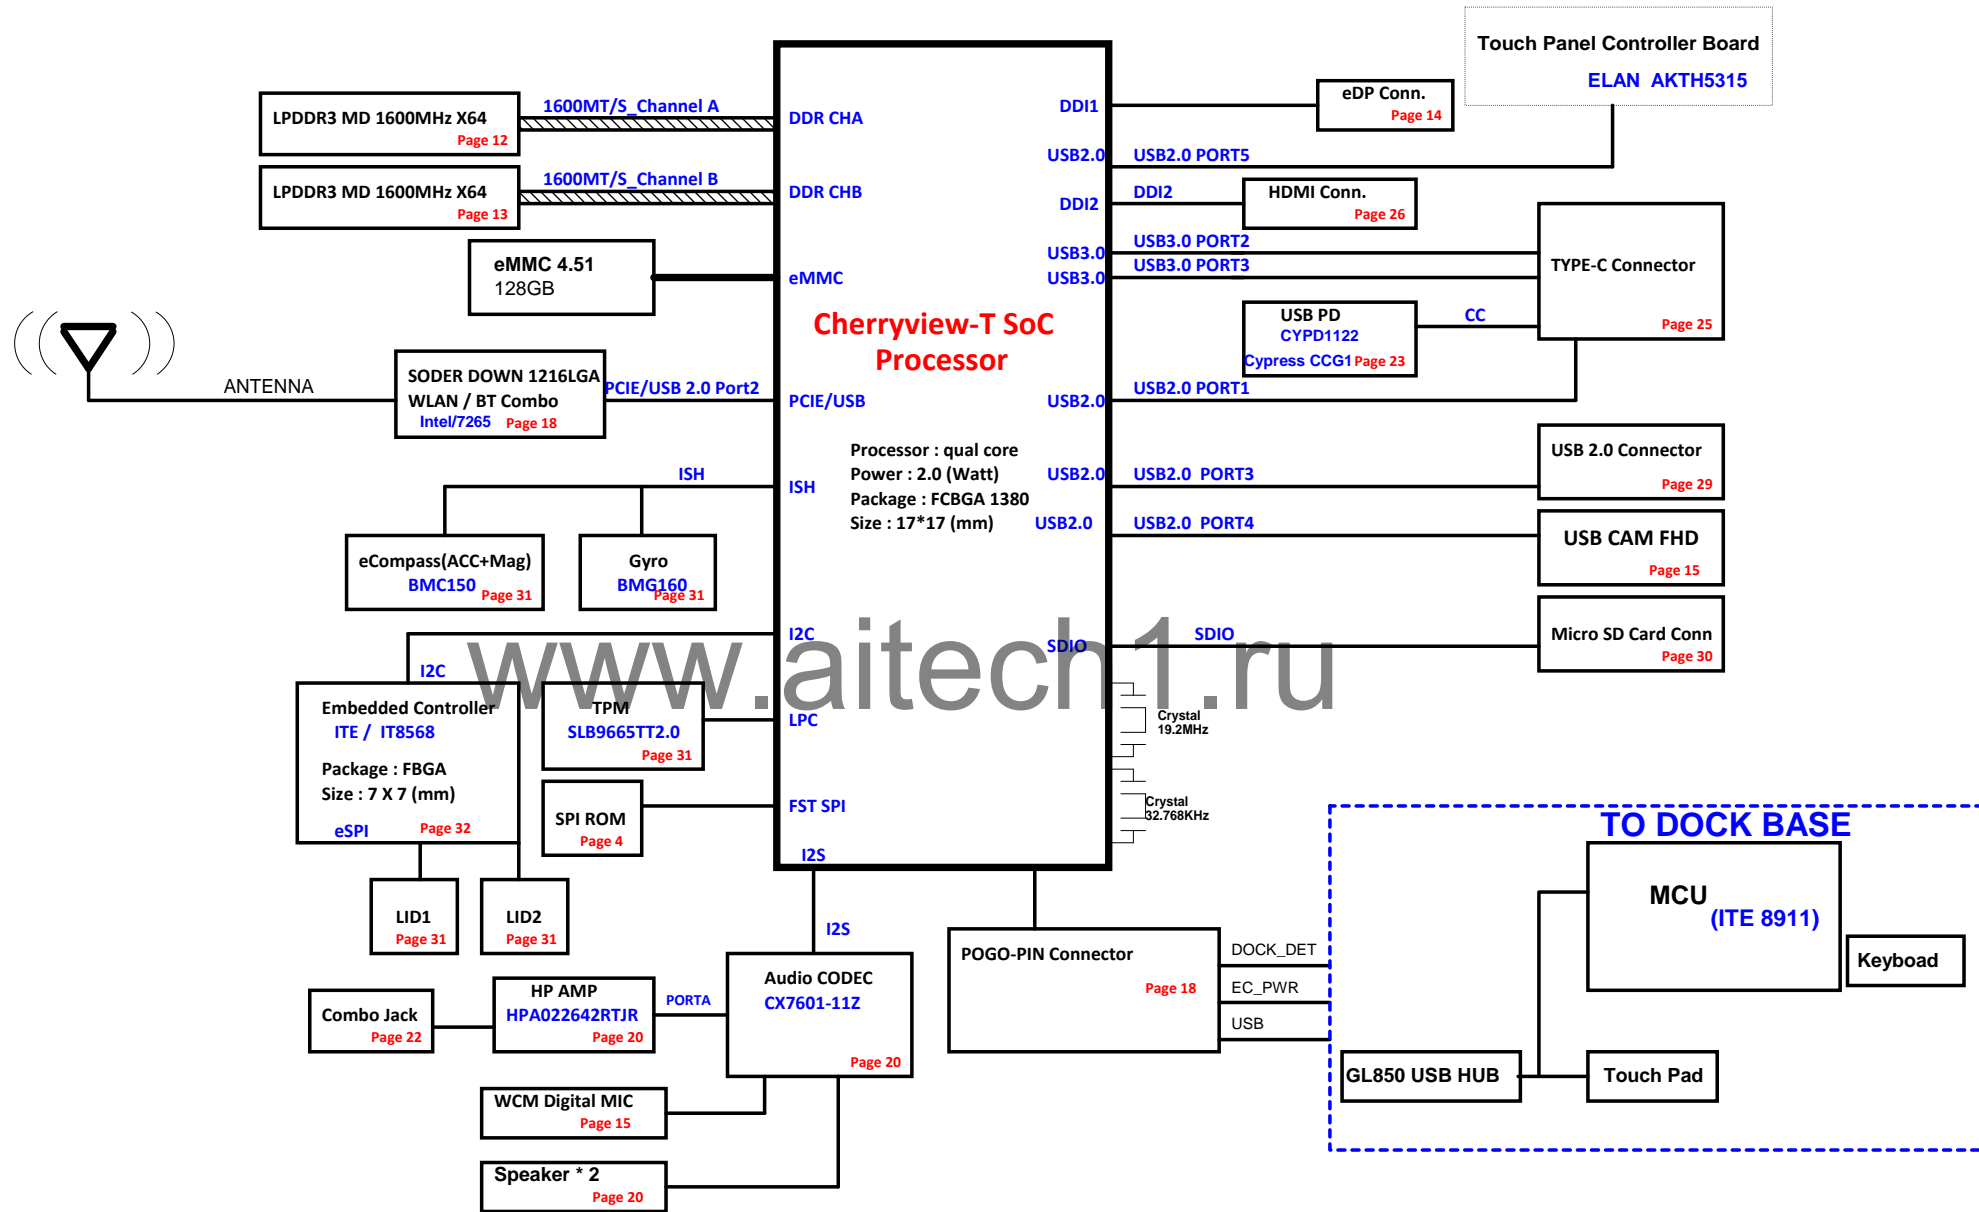 Touch Panel Controller Board
ELAN AKTH5315
LPDDR3 MD 1600MHz X64
Page 12
1600MT/S_Channel A
DDR CHA
LPDDR3 MD 1600MHz X64
Page 13
1600MT/S_Channel B
DDR CHB
eMMC 4.51
128GB
eMMC
Cherryview-T SoC
Processor
ANTENNA
SODER DOWN 1216LGA
WLAN / BT Combo
Intel/7265 Page 18
PCIE/USB 2.0 Port2
PCIE/USB
Processor : qual core
Power : 2.0 (Watt)
Package : FCBGA 1380
Size : 17*17 (mm)
ISH
ISH
eCompass(ACC+Mag)
BMC150
Page 31
Gyro
BMG160
Page 31
I2C
I2C
Embedded Controller
ITE / IT8568
Package : FBGA
Size : 7 X 7 (mm)
eSPI
Page 32
TPM
SLB9665TT2.0
Page 31
LPC
SPI ROM
Page 4
FST SPI
LID1
Page 31
LID2
Page 31
I2S
I2S
Audio CODEC
CX7601-11Z
Page 20
PORTA
HP AMP
HPA022642RTJR
Page 20
Combo Jack
Page 22
WCM Digital MIC
Page 15
Speaker * 2
Page 20
DDI1
eDP Conn.
Page 14
USB2.0
USB2.0 PORT5
DDI2
DDI2
HDMI Conn.
Page 26
USB3.0
USB3.0 PORT2
USB3.0
USB3.0 PORT3
TYPE-C Connector
Page 25
USB PD
CYPD1122
Cypress CCG1 Page 23
CC
USB2.0
USB2.0 PORT1
USB2.0
USB2.0 PORT3
USB 2.0 Connector
Page 29
USB2.0
USB2.0 PORT4
USB CAM FHD
Page 15
SDIO
SDIO
Micro SD Card Conn
Page 30
www.aitech1.ru
Crystal
19.2MHz
Crystal
32.768KHz
POGO-PIN Connector
Page 18
DOCK_DET
EC_PWR
USB
TO DOCK BASE
MCU
(ITE 8911)
Keyboad
GL850 USB HUB
Touch Pad